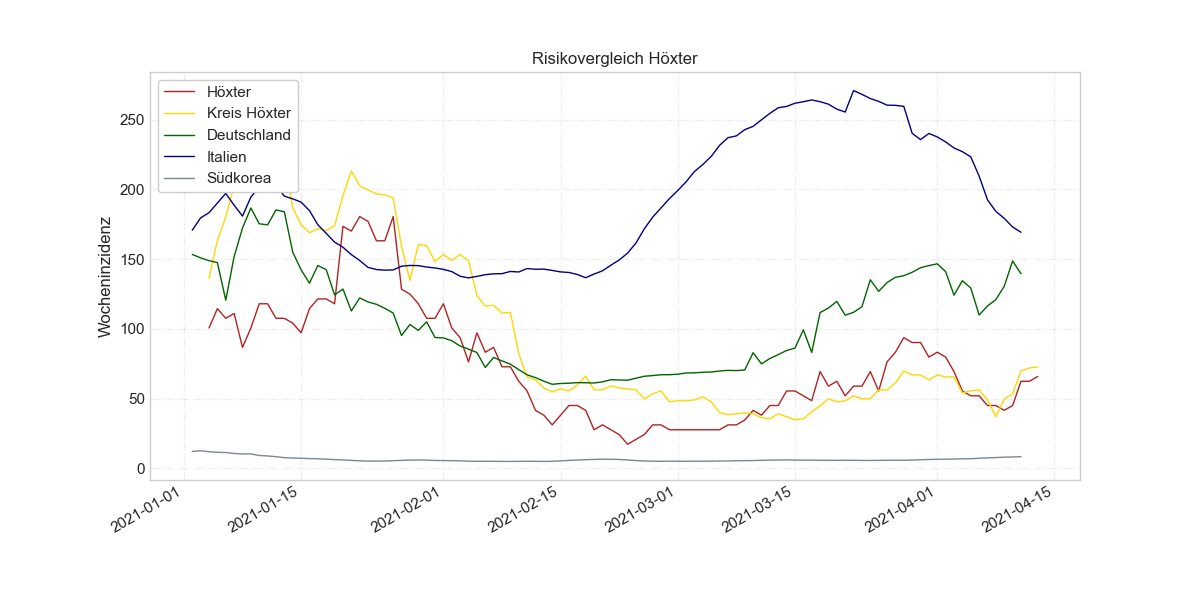 Risikovergleich Höxter
Höxter
Kreis Höxter
Deutschland
Italien
Südkorea
Wocheninzidenz
250
200
150
100
50
0
2021-01-01
2021-01-15
2021-02-01
2021-02-15
2021-03-01
2021-03-15
2021-04-01
2021-04-15